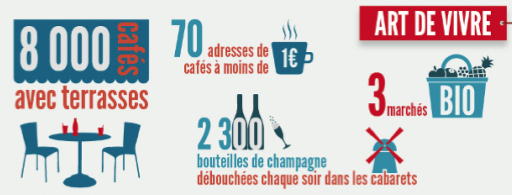 8 000 cafés
avec terrasses
70 adresses de
cafés à moins de 1€
ART DE VIVRE
3 marchés BIO
2 300
bouteilles de champagne
débouchées chaque soir dans les cabarets